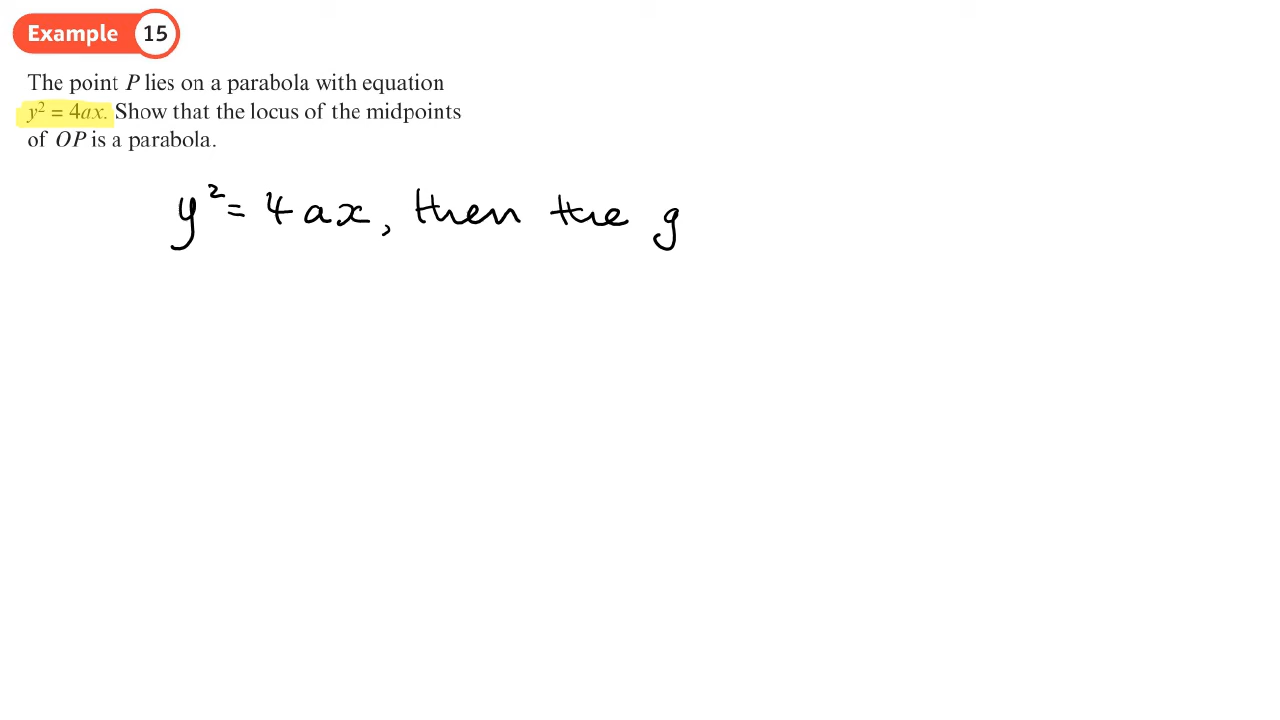 Example 15
The point P lies on a parabola with equation
y² = 4ax. Show that the locus of the midpoints
of OP is a parabola.
y² = 4ax, then the g